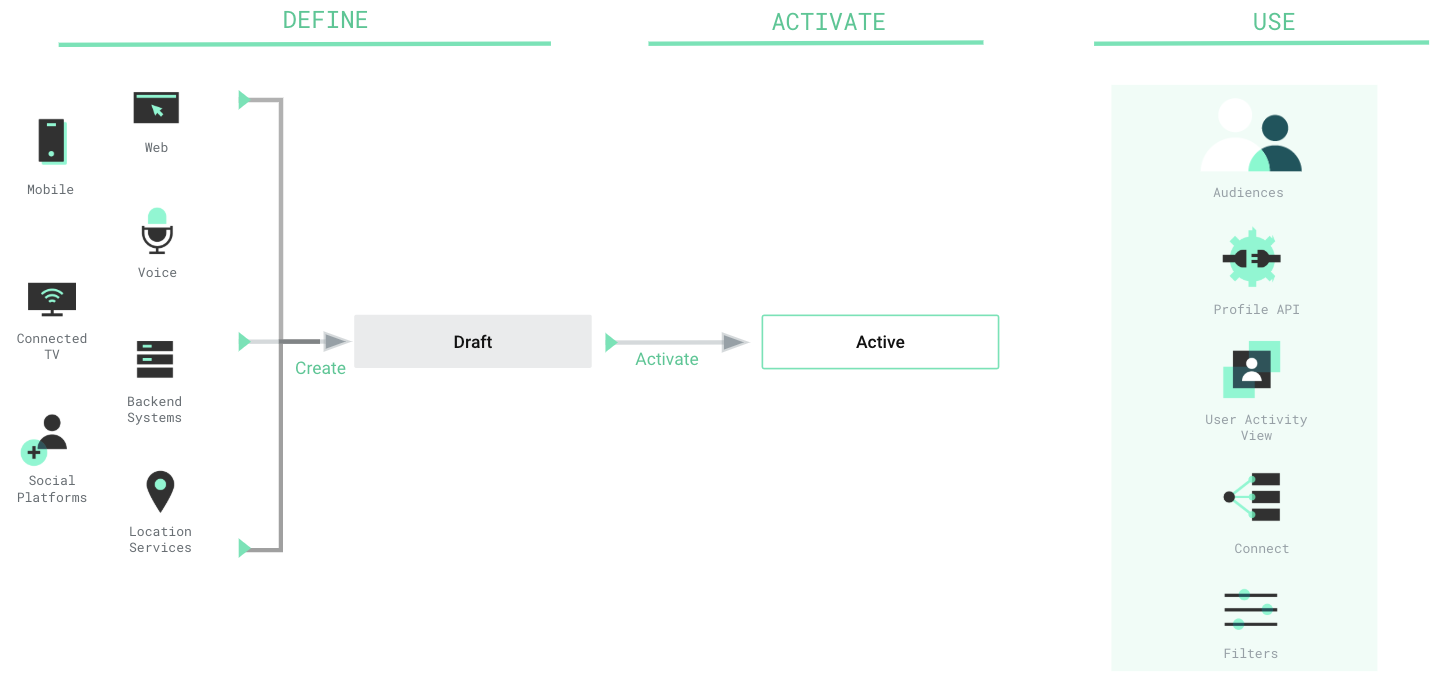 DEFINE
ACTIVATE
USE
Web
Mobile
Voice
Connected
TV
Backend
Systems
Social
Platforms
Location
Services
Create
Draft
Activate
Active
Audiences
Profile API
User Activity
View
Connect
Filters